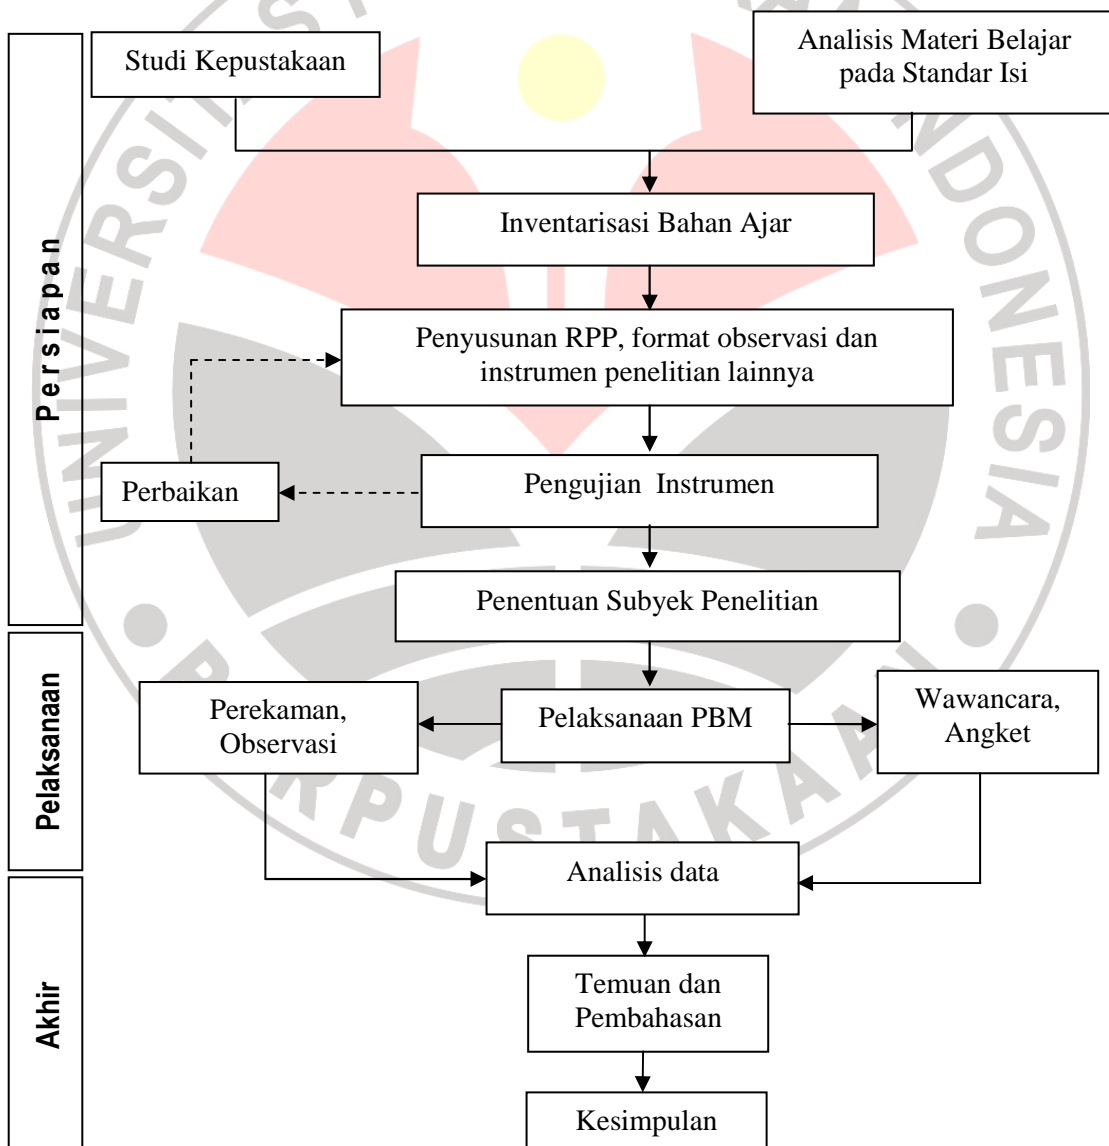 Studi Kepustakaan
Analisis Materi Belajar
pada Standar Isi
Inventarisasi Bahan Ajar
Persiapan
Penyusunan RPP, format observasi dan
instrumen penelitian lainnya
Perbaikan
Pengujian Instrumen
Penentuan Subyek Penelitian
Pelaksanaan
Perekaman,
Observasi
Pelaksanaan PBM
Wawancara,
Angket
Analisis data
Akhir
Temuan dan
Pembahasan
Kesimpulan
INDONESIA
PERPUSTAKAAN